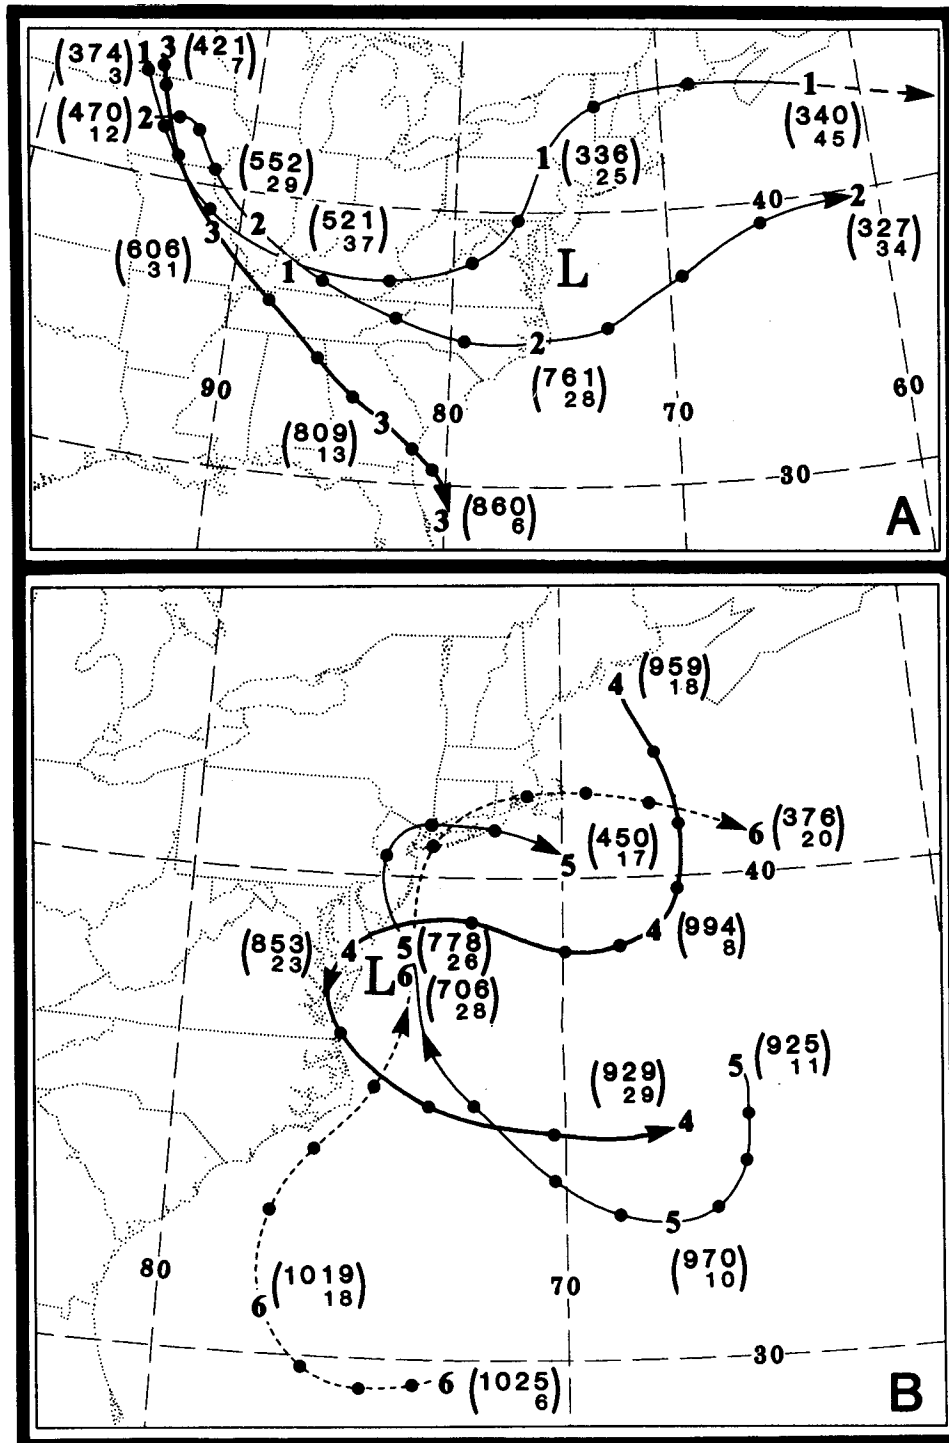 (374 3) 1 3 (421 7)
(470 12) 2
(552 29)
(606 31) 3
2 (521 37)
1
1 (336 25)
1
(340 45)
40 2
(327 34)
L
2
(761 28)
90
80
70
60
3
(809 13)
30
3 (860 6)
A
4 (959 18)
6 (376 20)
5 (450 17)
40
(853 23) 4
5 (778 26)
4 (994 8)
L 6
(706 28)
(929 29)
4
5 (925 11)
5
(970 10)
80
70
6 (1019 18)
30
6 (1025 6)
B